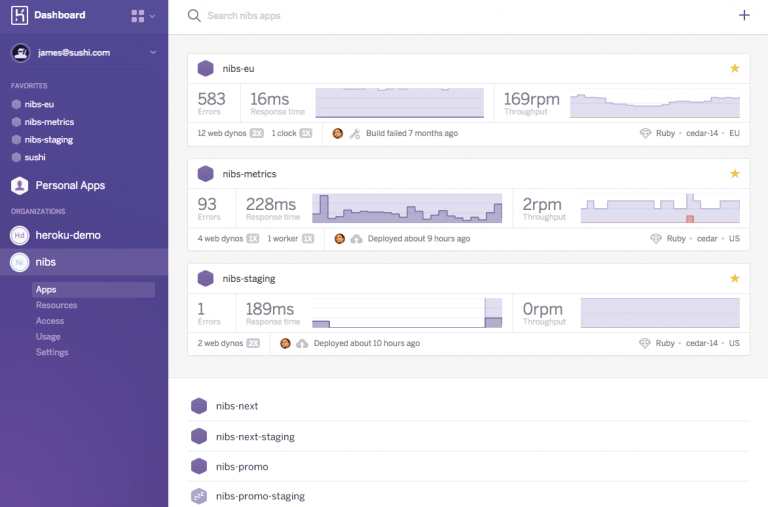 Dashboard
james@sushi.com
FAVORITES
nibs-eu
nibs-metrics
nibs-staging
sushi
Personal Apps
ORGANIZATIONS
Hd heroku-demo
Ni nibs
Apps
Resources
Access
Usage
Settings
Search nibs apps
nibs-eu
583 16ms 169rpm
Errors Response time Throughput
12 web dynos 2X 1 clock 1X Build failed 7 months ago Ruby • cedar-14 • EU
nibs-metrics
93 228ms 2rpm
Errors Response time Throughput
4 web dynos 1X 1 worker 1X Deployed about 9 hours ago Ruby • cedar • US
nibs-staging
1 189ms 0rpm
Errors Response time Throughput
2 web dynos 2X Deployed about 10 hours ago Ruby • cedar-14 • US
nibs-next
nibs-next-staging
nibs-promo
nibs-promo-staging